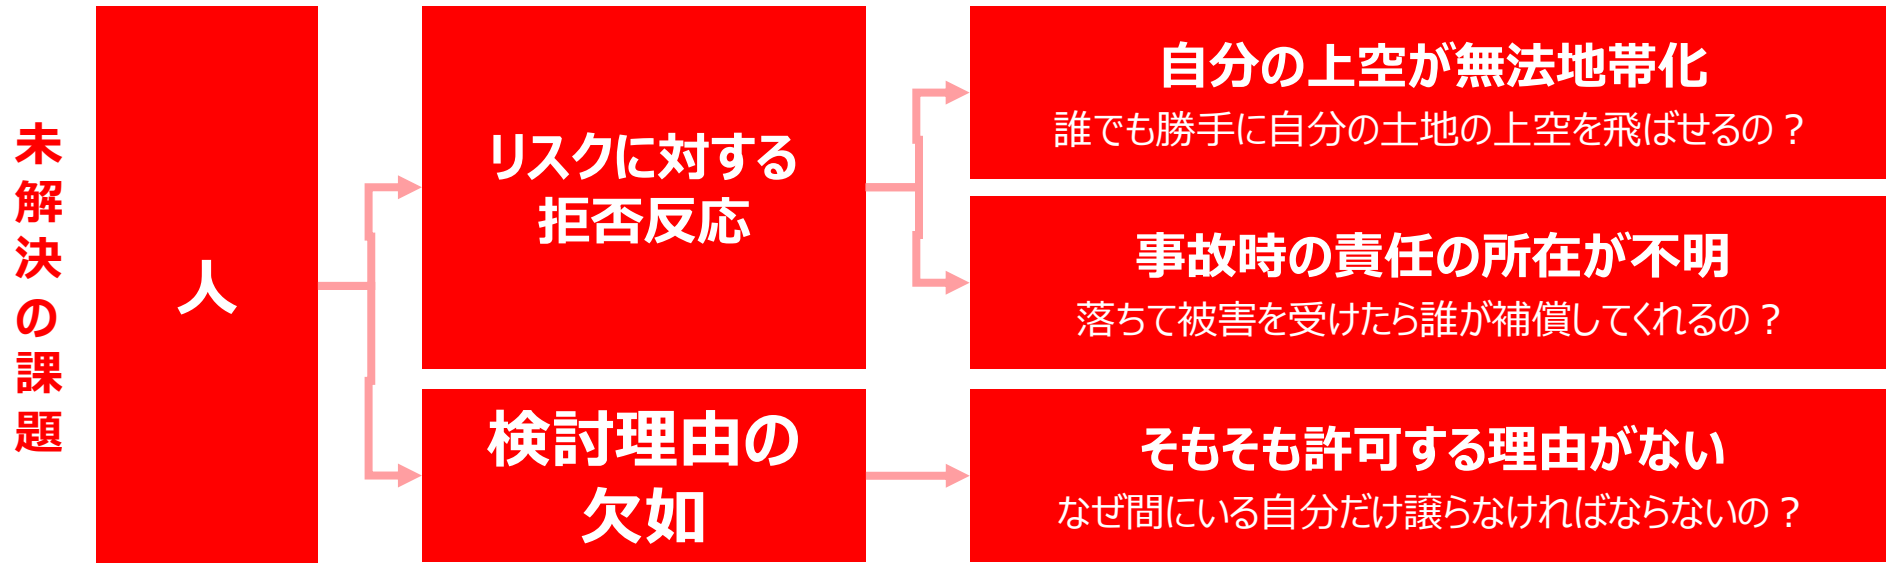 未解決の課題
人
リスクに対する
拒否反応
自分の上空が無法地帯化
誰でも勝手に自分の土地の上空を飛ばせるの？
事故時の責任の所在が不明
落ちて被害を受けたら誰が補償してくれるの？
検討理由の
欠如
そもそも許可する理由がない
なぜ間にいる自分だけ譲らなければならないの？